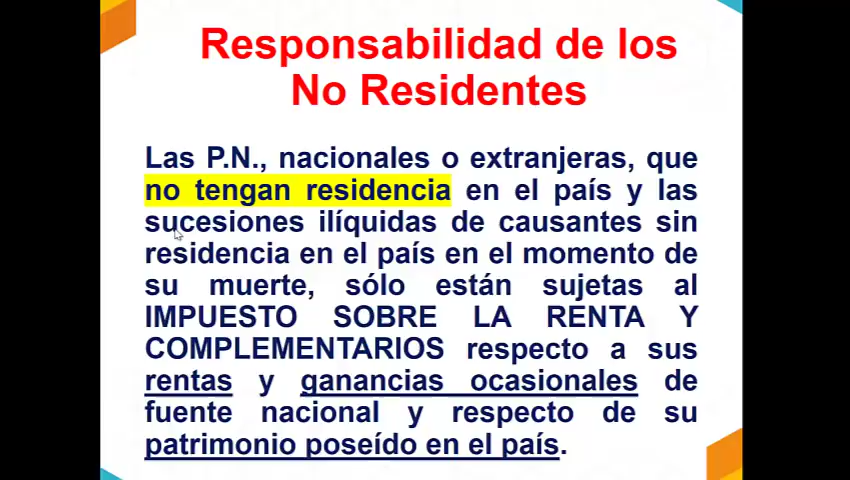 Responsabilidad de los
No Residentes
Las P.N., nacionales o extranjeras, que
no tengan residencia en el país y las
sucesiones ilíquidas de causantes sin
residencia en el país en el momento de
su muerte, sólo están sujetas al
IMPUESTO SOBRE LA RENTA Y
COMPLEMENTARIOS respecto a sus
rentas y ganancias ocasionales de
fuente nacional y respecto de su
patrimonio poseído en el país.